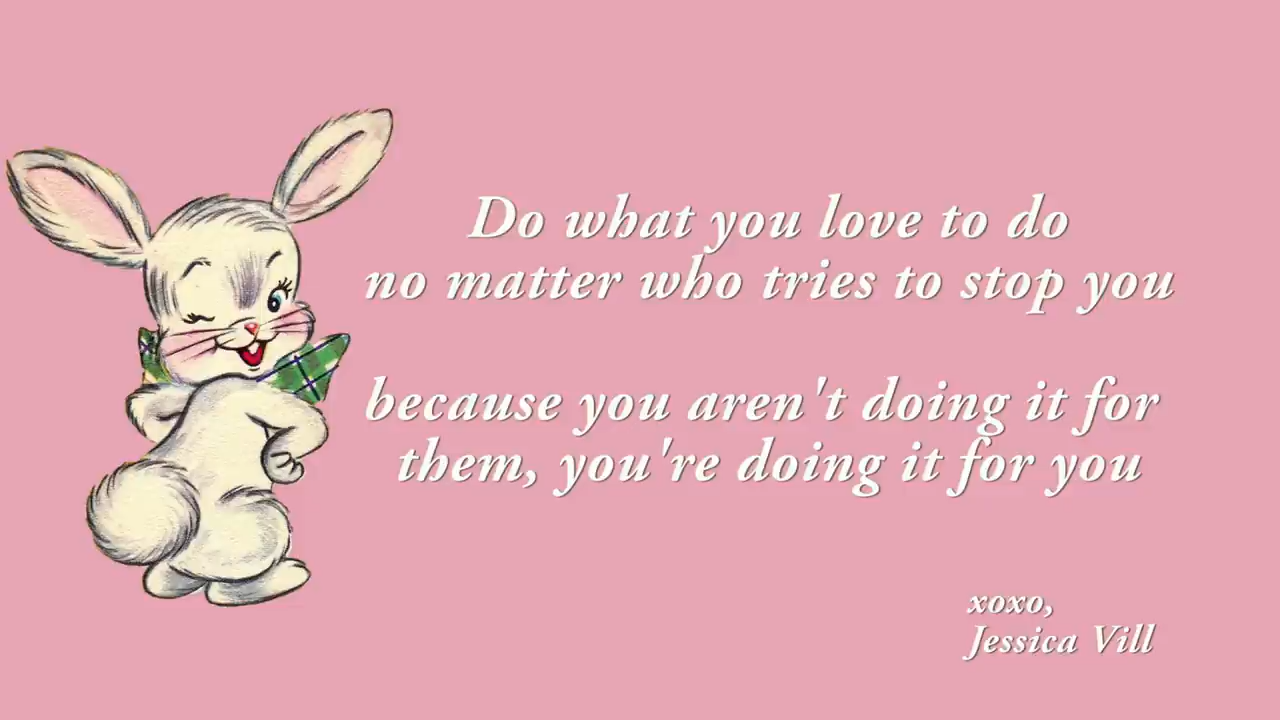 Do what you love to do
no matter who tries to stop you
because you aren't doing it for
them, you're doing it for you
xoxo,
Jessica Vill